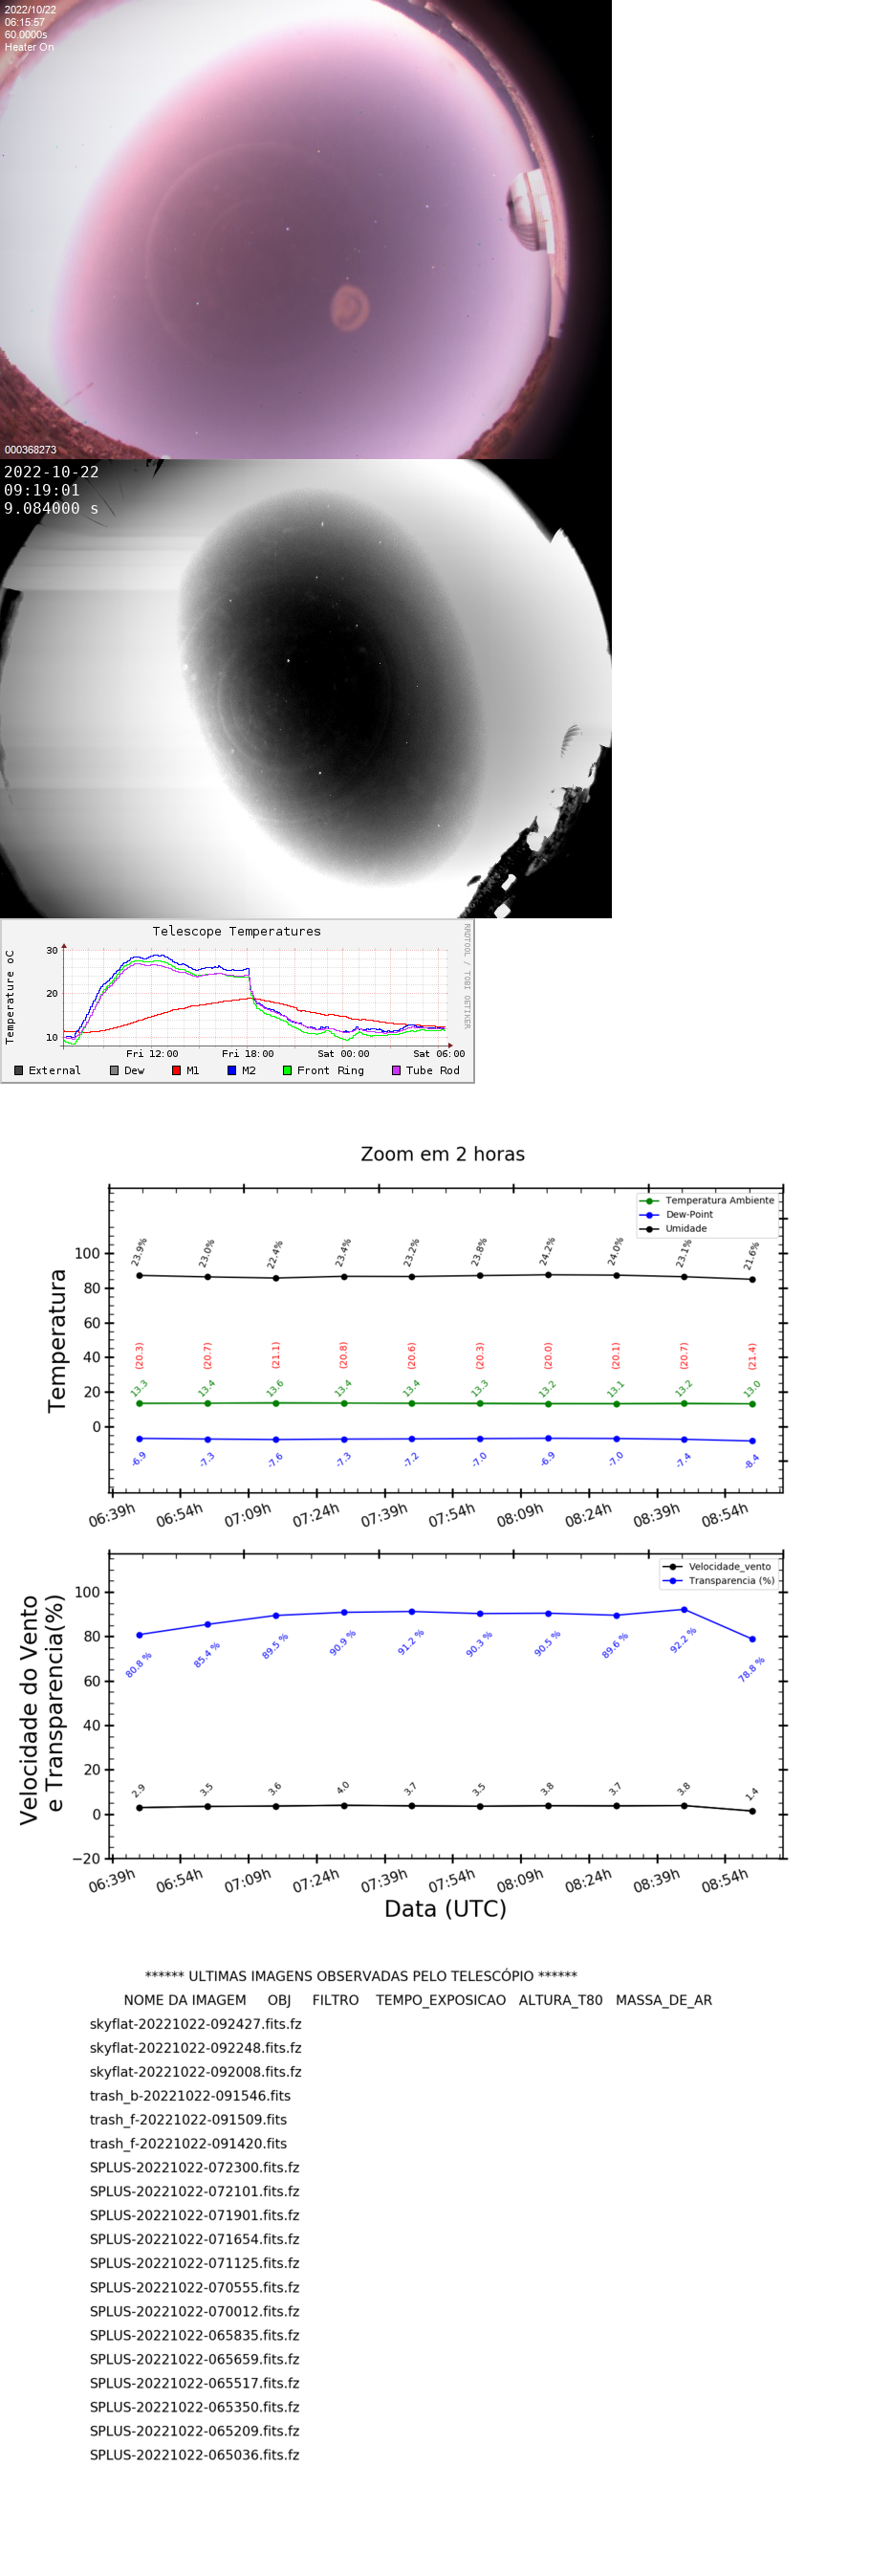 2022/10/22
06:15:57
60.0000s
Heater On
000368273
2022-10-22
09:19:01
9.084000 s
Telescope Temperatures
RRDTOOL / TOBI OETIKER
Temperature oC
30
20
10
Fri 12:00 Fri 18:00 Sat 00:00 Sat 06:00
External Dew M1 M2 Front Ring Tube Rod
Zoom em 2 horas
Temperatura
Temperatura Ambiente
Dew-Point
Umidade
100
80
60
40
20
0
23.9% 23.0% 22.4% 23.4% 23.2% 23.8% 24.2% 24.0% 23.1% 21.6%
(20.3) (20.7) (21.1) (20.8) (20.6) (20.3) (20.0) (20.1) (20.7) (21.4)
13.3 13.4 13.6 13.4 13.4 13.3 13.2 13.1 13.2 13.0
-6.9 -7.3 -7.6 -7.3 -7.2 -7.0 -6.9 -7.0 -7.4 -8.4
06:39h 06:54h 07:09h 07:24h 07:39h 07:54h 08:09h 08:24h 08:39h 08:54h
Velocidade do Vento
e Transparencia(%)
Velocidade_vento
Transparencia (%)
100
80
60
40
20
0
−20
80.8 % 85.4 % 89.5 % 90.9 % 91.2 % 90.3 % 90.5 % 89.6 % 92.2 % 78.8 %
2.9 3.5 3.6 4.0 3.7 3.5 3.8 3.7 3.8 1.4
06:39h 06:54h 07:09h 07:24h 07:39h 07:54h 08:09h 08:24h 08:39h 08:54h
Data (UTC)
****** ULTIMAS IMAGENS OBSERVADAS PELO TELESCÓPIO ******
NOME DA IMAGEM OBJ FILTRO TEMPO_EXPOSICAO ALTURA_T80 MASSA_DE_AR
skyflat-20221022-092427.fits.fz
skyflat-20221022-092248.fits.fz
skyflat-20221022-092008.fits.fz
trash_b-20221022-091546.fits
trash_f-20221022-091509.fits
trash_f-20221022-091420.fits
SPLUS-20221022-072300.fits.fz
SPLUS-20221022-072101.fits.fz
SPLUS-20221022-071901.fits.fz
SPLUS-20221022-071654.fits.fz
SPLUS-20221022-071125.fits.fz
SPLUS-20221022-070555.fits.fz
SPLUS-20221022-070012.fits.fz
SPLUS-20221022-065835.fits.fz
SPLUS-20221022-065659.fits.fz
SPLUS-20221022-065517.fits.fz
SPLUS-20221022-065350.fits.fz
SPLUS-20221022-065209.fits.fz
SPLUS-20221022-065036.fits.fz